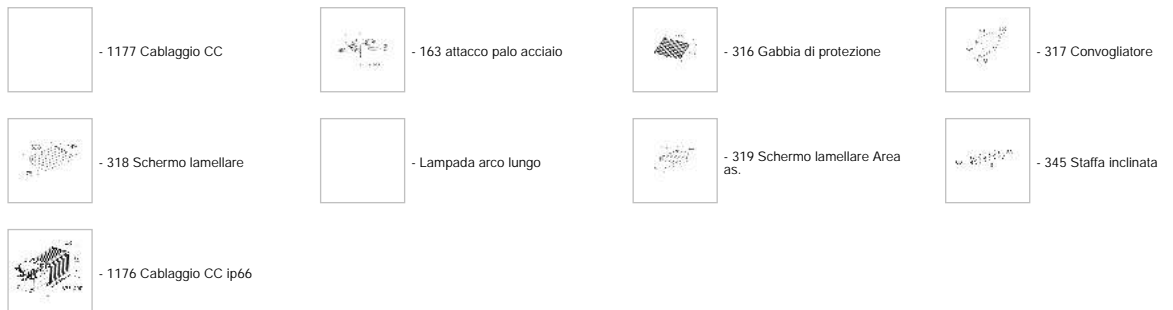 - 1177 Cablaggio CC
- 163 attacco palo acciaio
- 316 Gabbia di protezione
- 317 Convogliatore
- 318 Schermo lamellare
- Lampada arco lungo
- 319 Schermo lamellare Area
as.
- 345 Staffa inclinata
- 1176 Cablaggio CC ip66